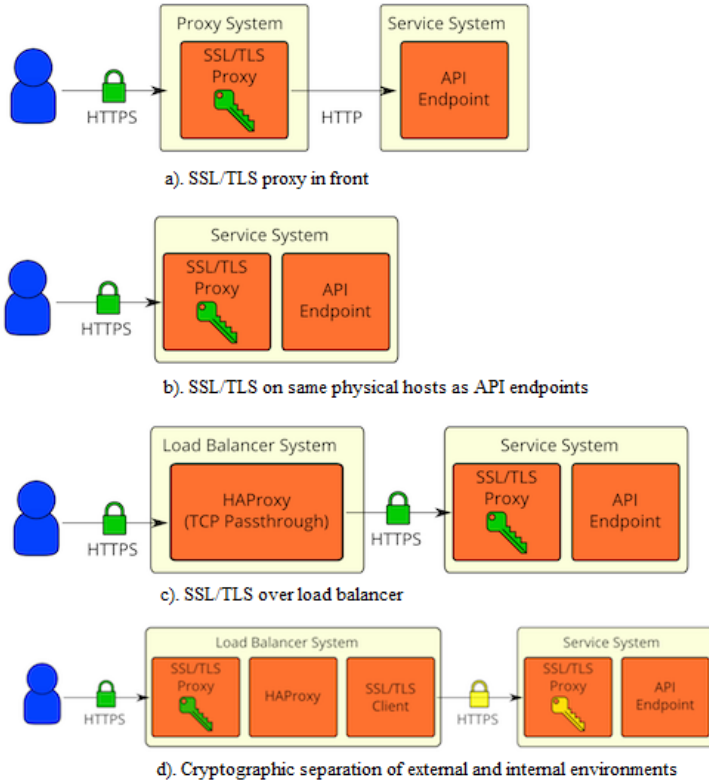 Proxy System
Service System
SSL/TLS
Proxy
API
Endpoint
HTTPS
HTTP
a). SSL/TLS proxy in front
Service System
SSL/TLS
Proxy
API
Endpoint
HTTPS
b). SSL/TLS on same physical hosts as API endpoints
Load Balancer System
Service System
HAProxy
(TCP Passthrough)
SSL/TLS
Proxy
API
Endpoint
HTTPS
HTTPS
c). SSL/TLS over load balancer
Load Balancer System
Service System
SSL/TLS
Proxy
HAProxy
SSL/TLS
Client
SSL/TLS
Proxy
API
Endpoint
HTTPS
HTTPS
d). Cryptographic separation of external and internal environments